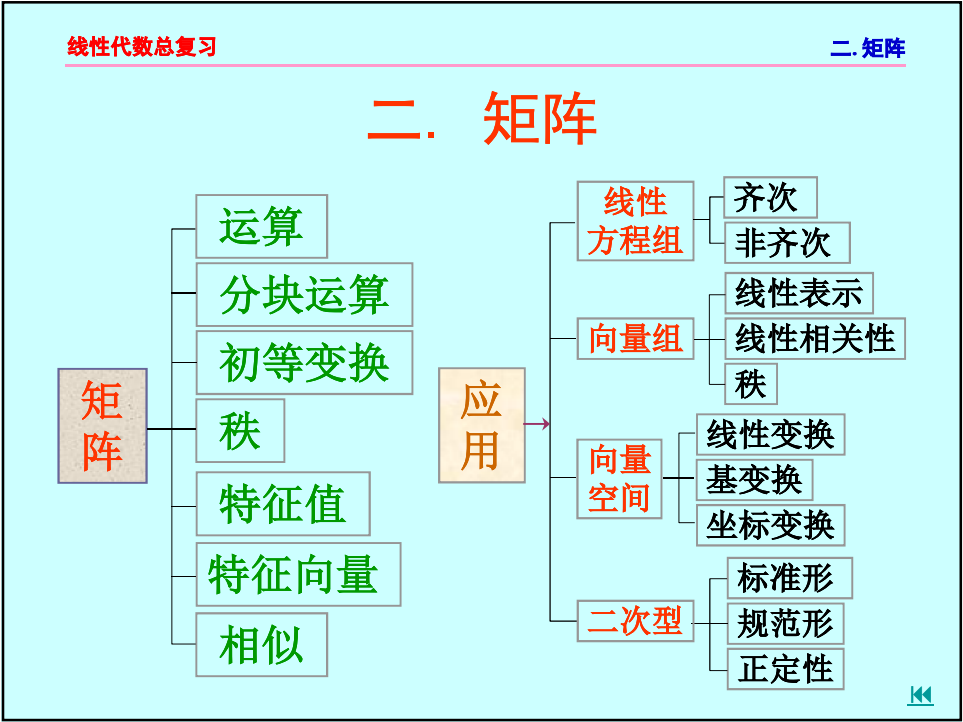 线性代数总复习
二. 矩阵
二. 矩阵
矩
阵
运算
分块运算
初等变换
秩
特征值
特征向量
相似
应
用
线性
方程组
齐次
非齐次
向量组
线性表示
线性相关性
秩
向量
空间
线性变换
基变换
坐标变换
二次型
标准形
规范形
正定性